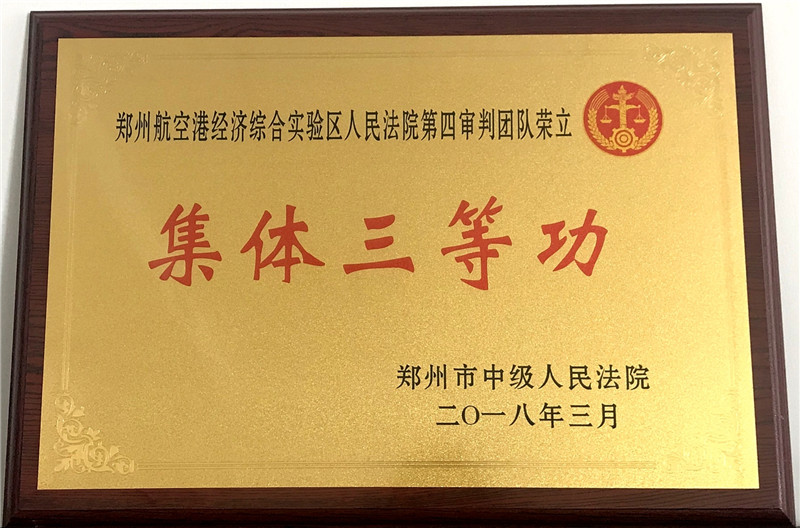 郑州航空港经济综合实验区人民法院第四审判团队荣立
集体三等功
郑州市中级人民法院
二〇一八年三月